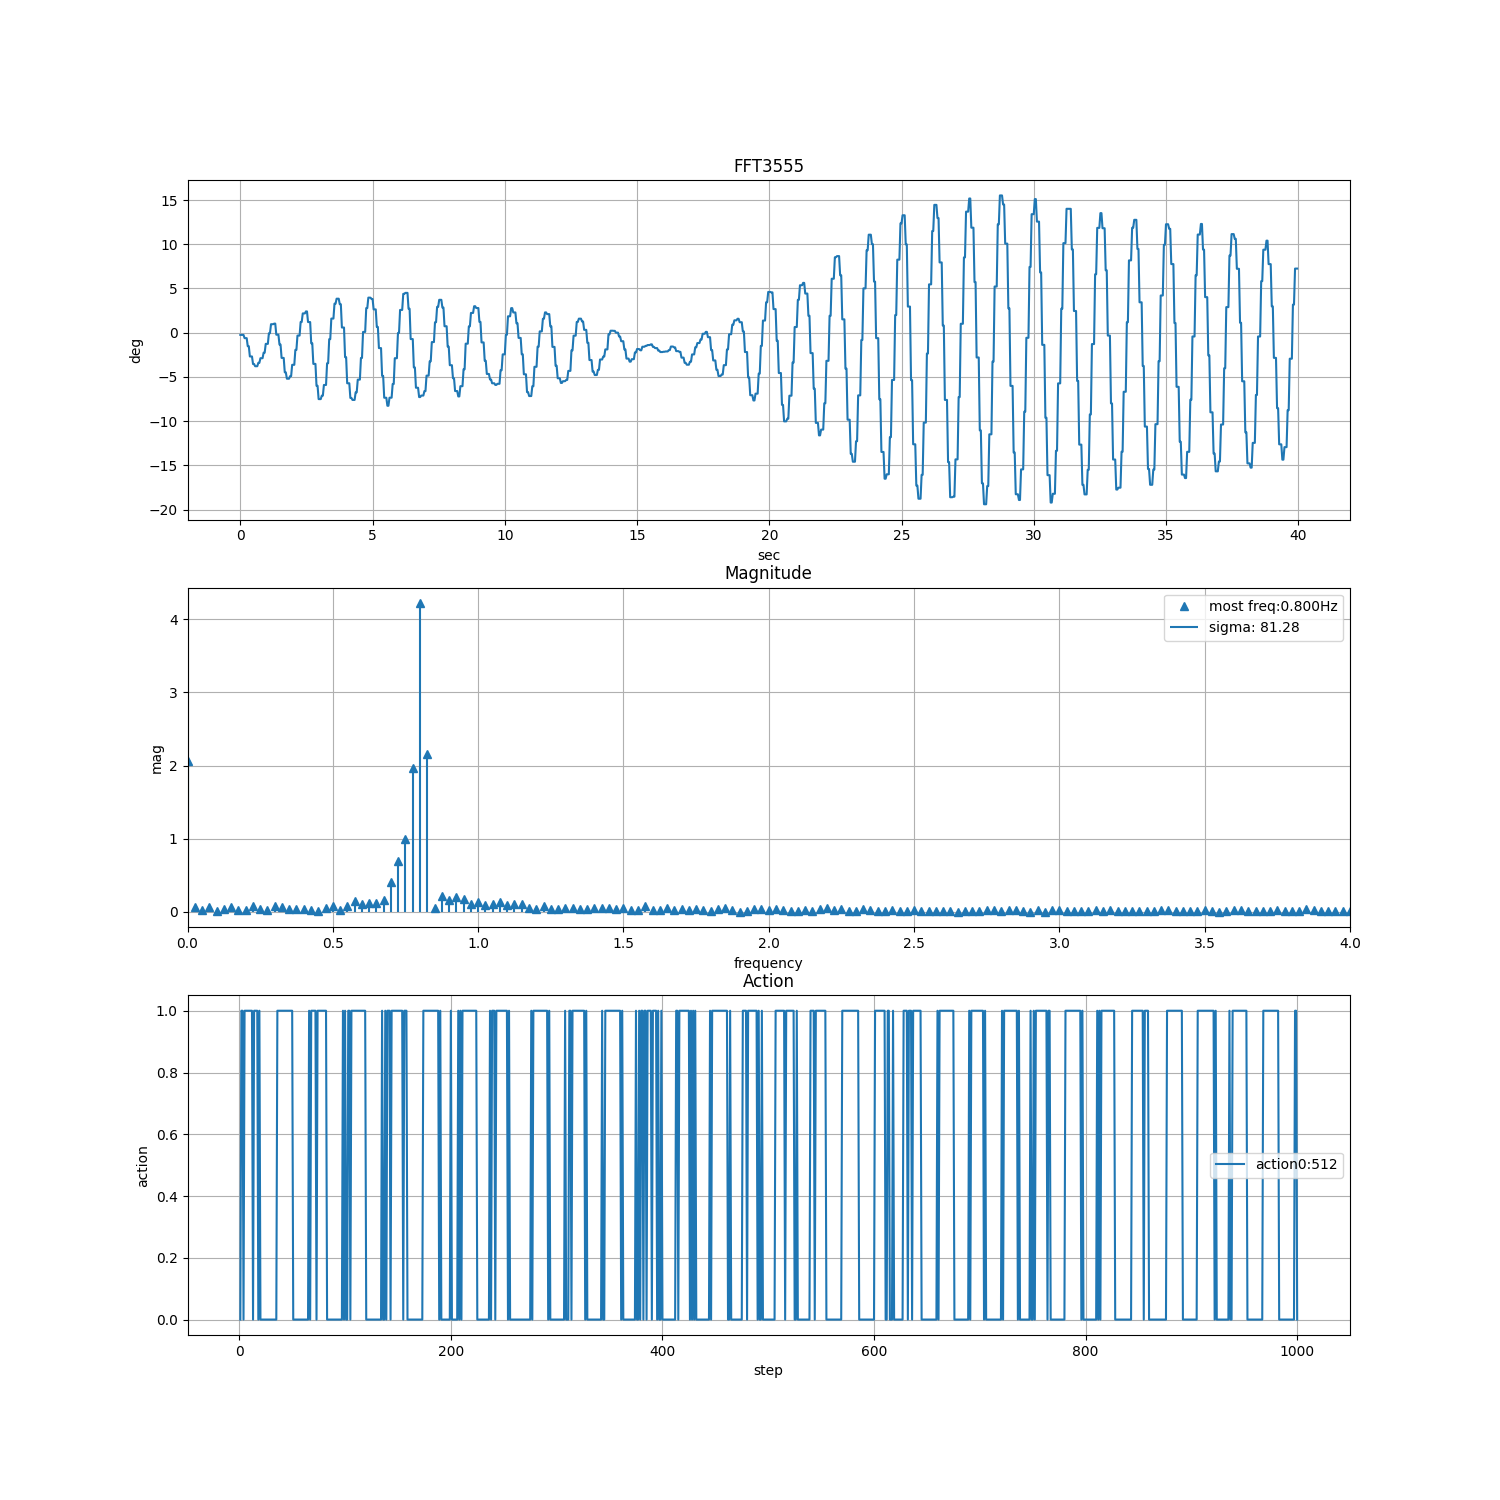 FFT3555
deg
15
10
5
0
−5
−10
−15
−20
0 5 10 15 20 25 30 35 40
sec
Magnitude
most freq:0.800Hz
sigma: 81.28
mag
4
3
2
1
0
0.0 0.5 1.0 1.5 2.0 2.5 3.0 3.5 4.0
frequency
Action
action
1.0
0.8
0.6
0.4
0.2
0.0
action0:512
0 200 400 600 800 1000
step